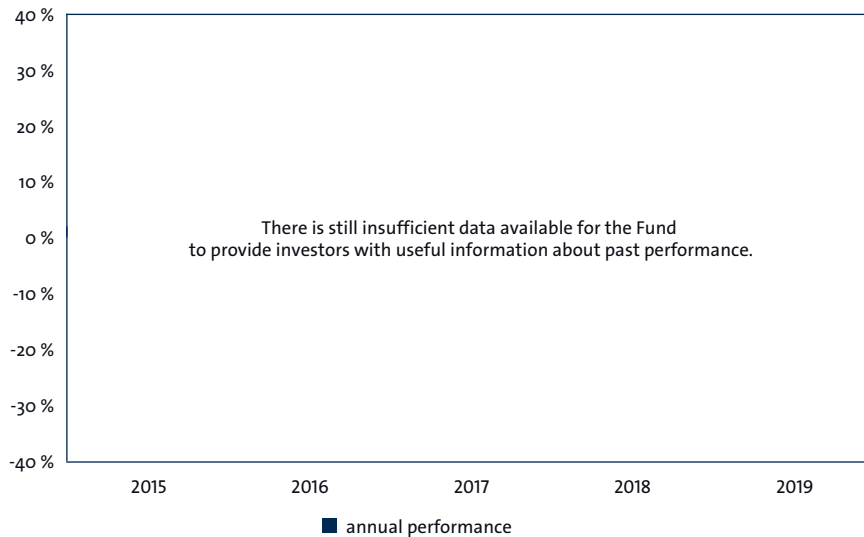 40 %
30 %
20 %
10 %
0 %
-10 %
-20 %
-30 %
-40 %
There is still insufficient data available for the Fund
to provide investors with useful information about past performance.
2015 2016 2017 2018 2019
annual performance